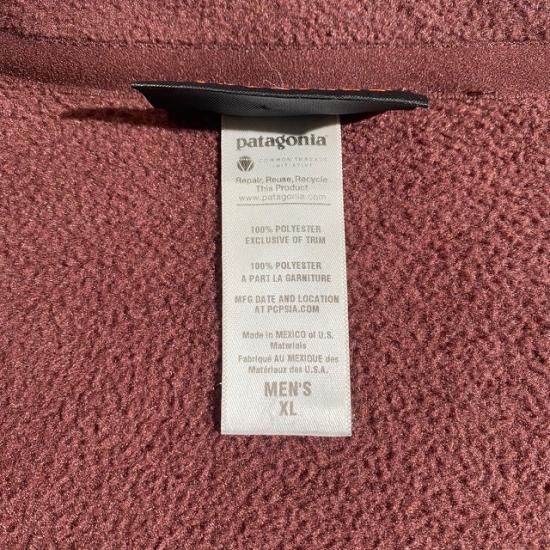 patagonia
COMMON THREADS
INITIATIVE
Repair, Reuse, Recycle
This Product
www.patagonia.com
100% POLYESTER
EXCLUSIVE OF TRIM
100% POLYESTER
A PART LA GARNITURE
MFG DATE AND LOCATION
AT PCPSIA.COM
Made in MEXICO of U.S.
Materials
Fabriqué AU MEXIQUE des
Matériaux des U.S.A.
MEN'S
XL